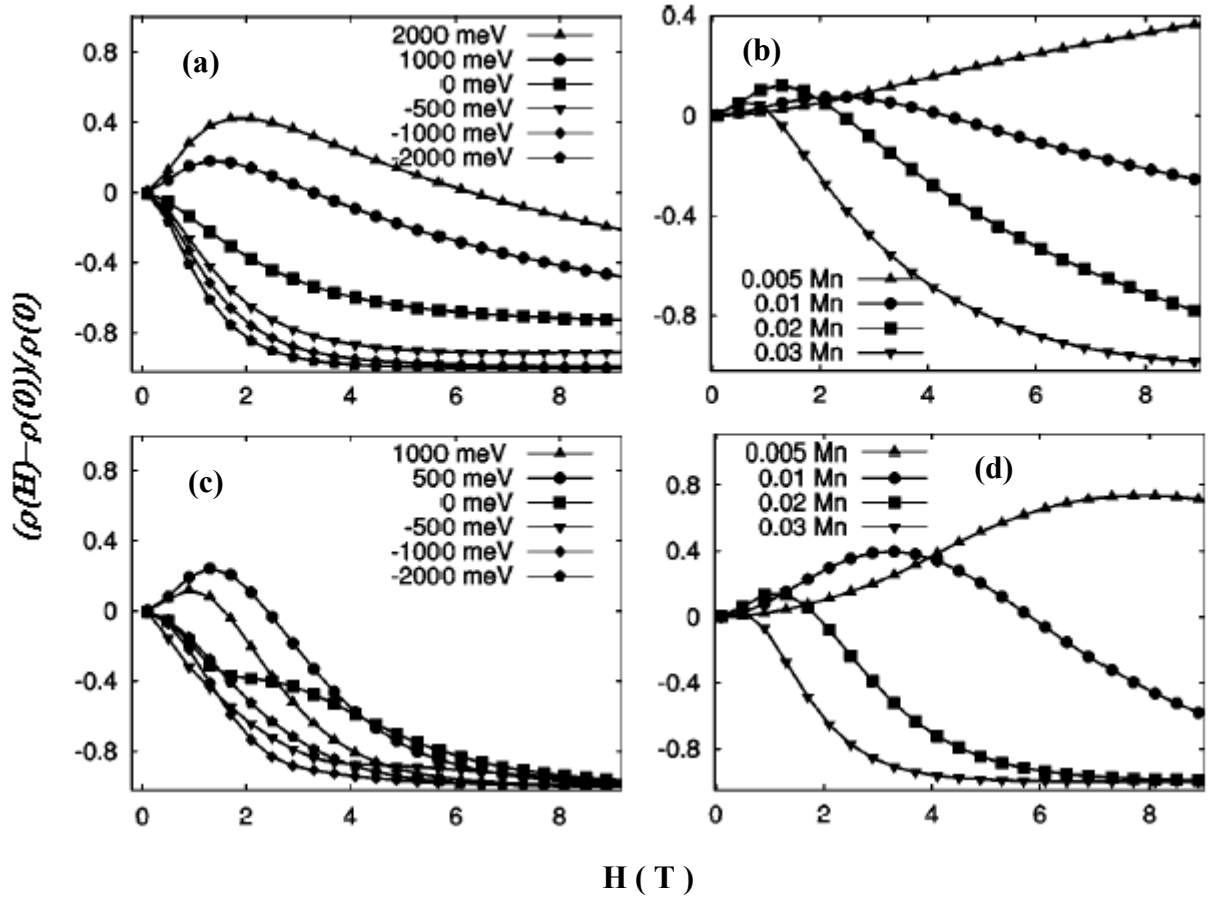 (ρ(H)–ρ(0))/ρ(0)
(a)
2000 meV
1000 meV
0 meV
-500 meV
-1000 meV
-2000 meV
0.8
0.4
0
-0.4
-0.8
0 2 4 6 8
(b)
0.005 Mn
0.01 Mn
0.02 Mn
0.03 Mn
0.4
0
-0.4
-0.8
0 2 4 6 8
(c)
1000 meV
500 meV
0 meV
-500 meV
-1000 meV
-2000 meV
0.8
0.4
0
-0.4
-0.8
0 2 4 6 8
(d)
0.005 Mn
0.01 Mn
0.02 Mn
0.03 Mn
0.8
0.4
0
-0.4
-0.8
0 2 4 6 8
H ( T )